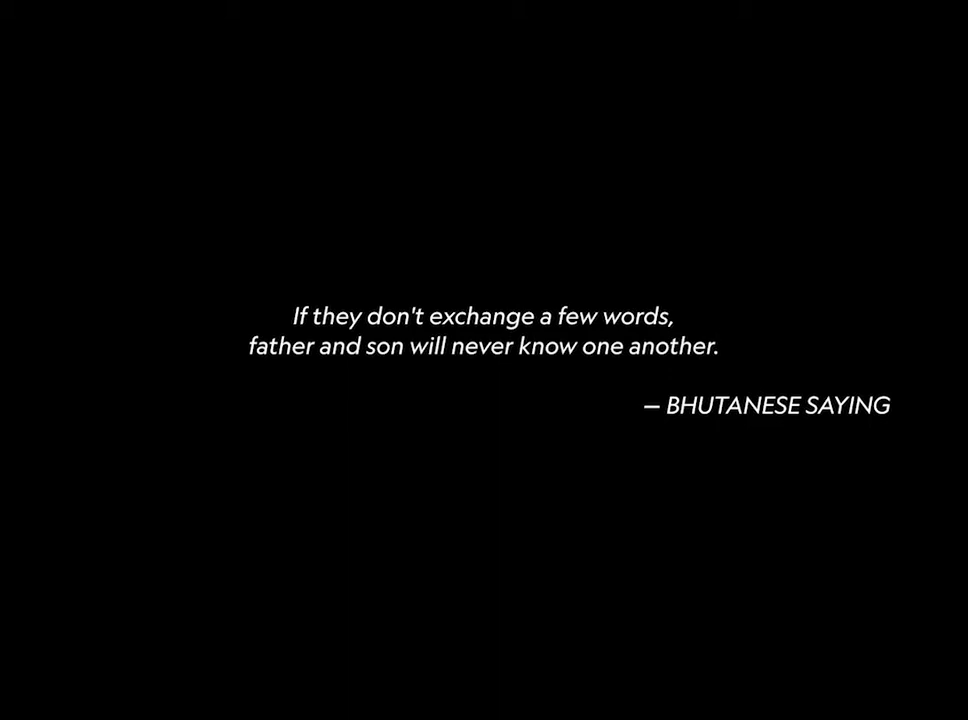 If they don't exchange a few words,
father and son will never know one another.
— BHUTANESE SAYING